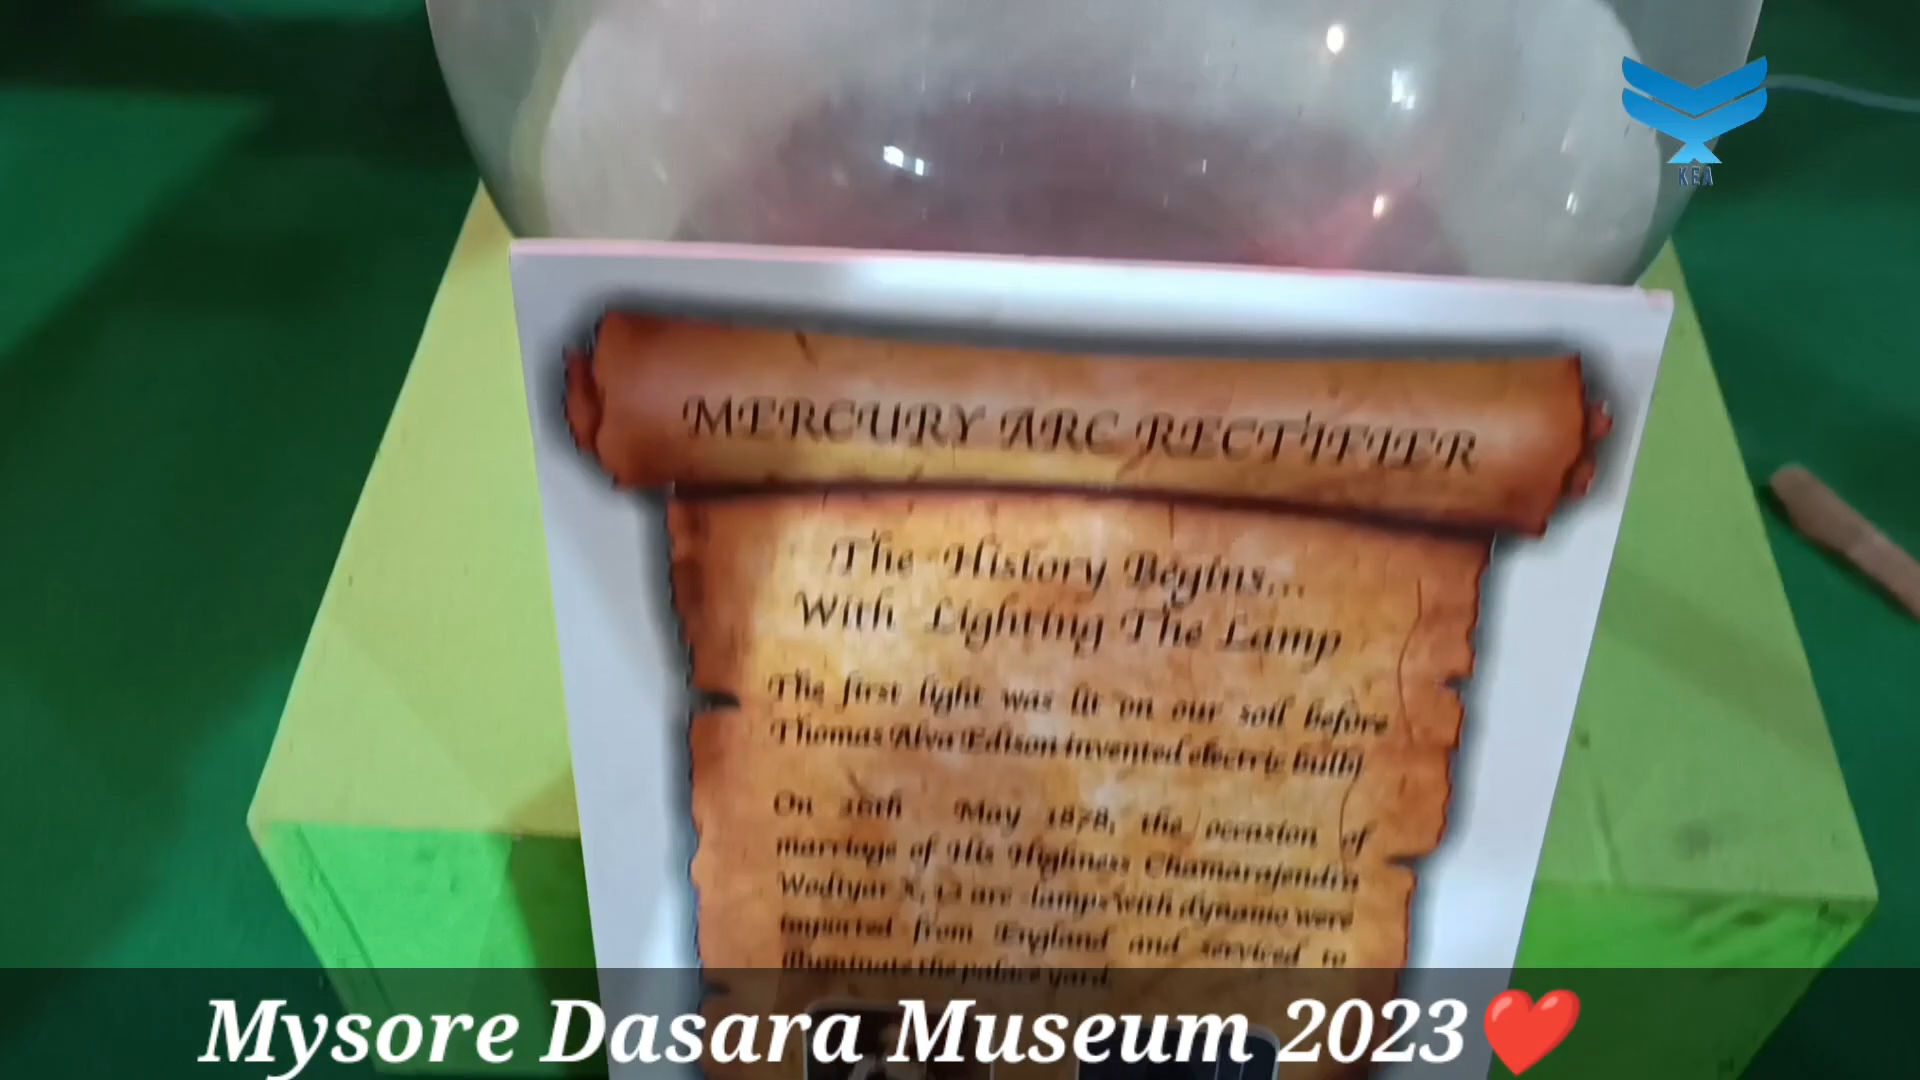 KEA
MERCURY ARC RECTIFIER
The History Begins...
With Lighting The Lamp
The first light was lit on our soil before
Thomas Alva Edison invented electric bulb!
On May 1878, the occasion of
marriage of His Highness Chamarajendra
Wodiyar X, 12 arc lamps with dynamo were
imported from England and serviced to
illuminate the palace yard.
Mysore Dasara Museum 2023❤️